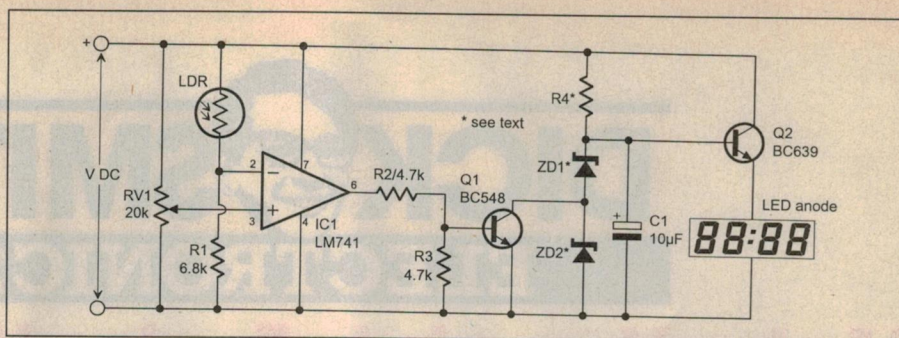 +
LDR
V DC
RV1
20k
R1
6.8k
2
−
7
+
3
4
6
IC1
LM741
R2/4.7k
* see text
Q1
BC548
R3
4.7k
R4*
ZD1*
ZD2*
+
C1
10µF
Q2
BC639
LED anode
88:88